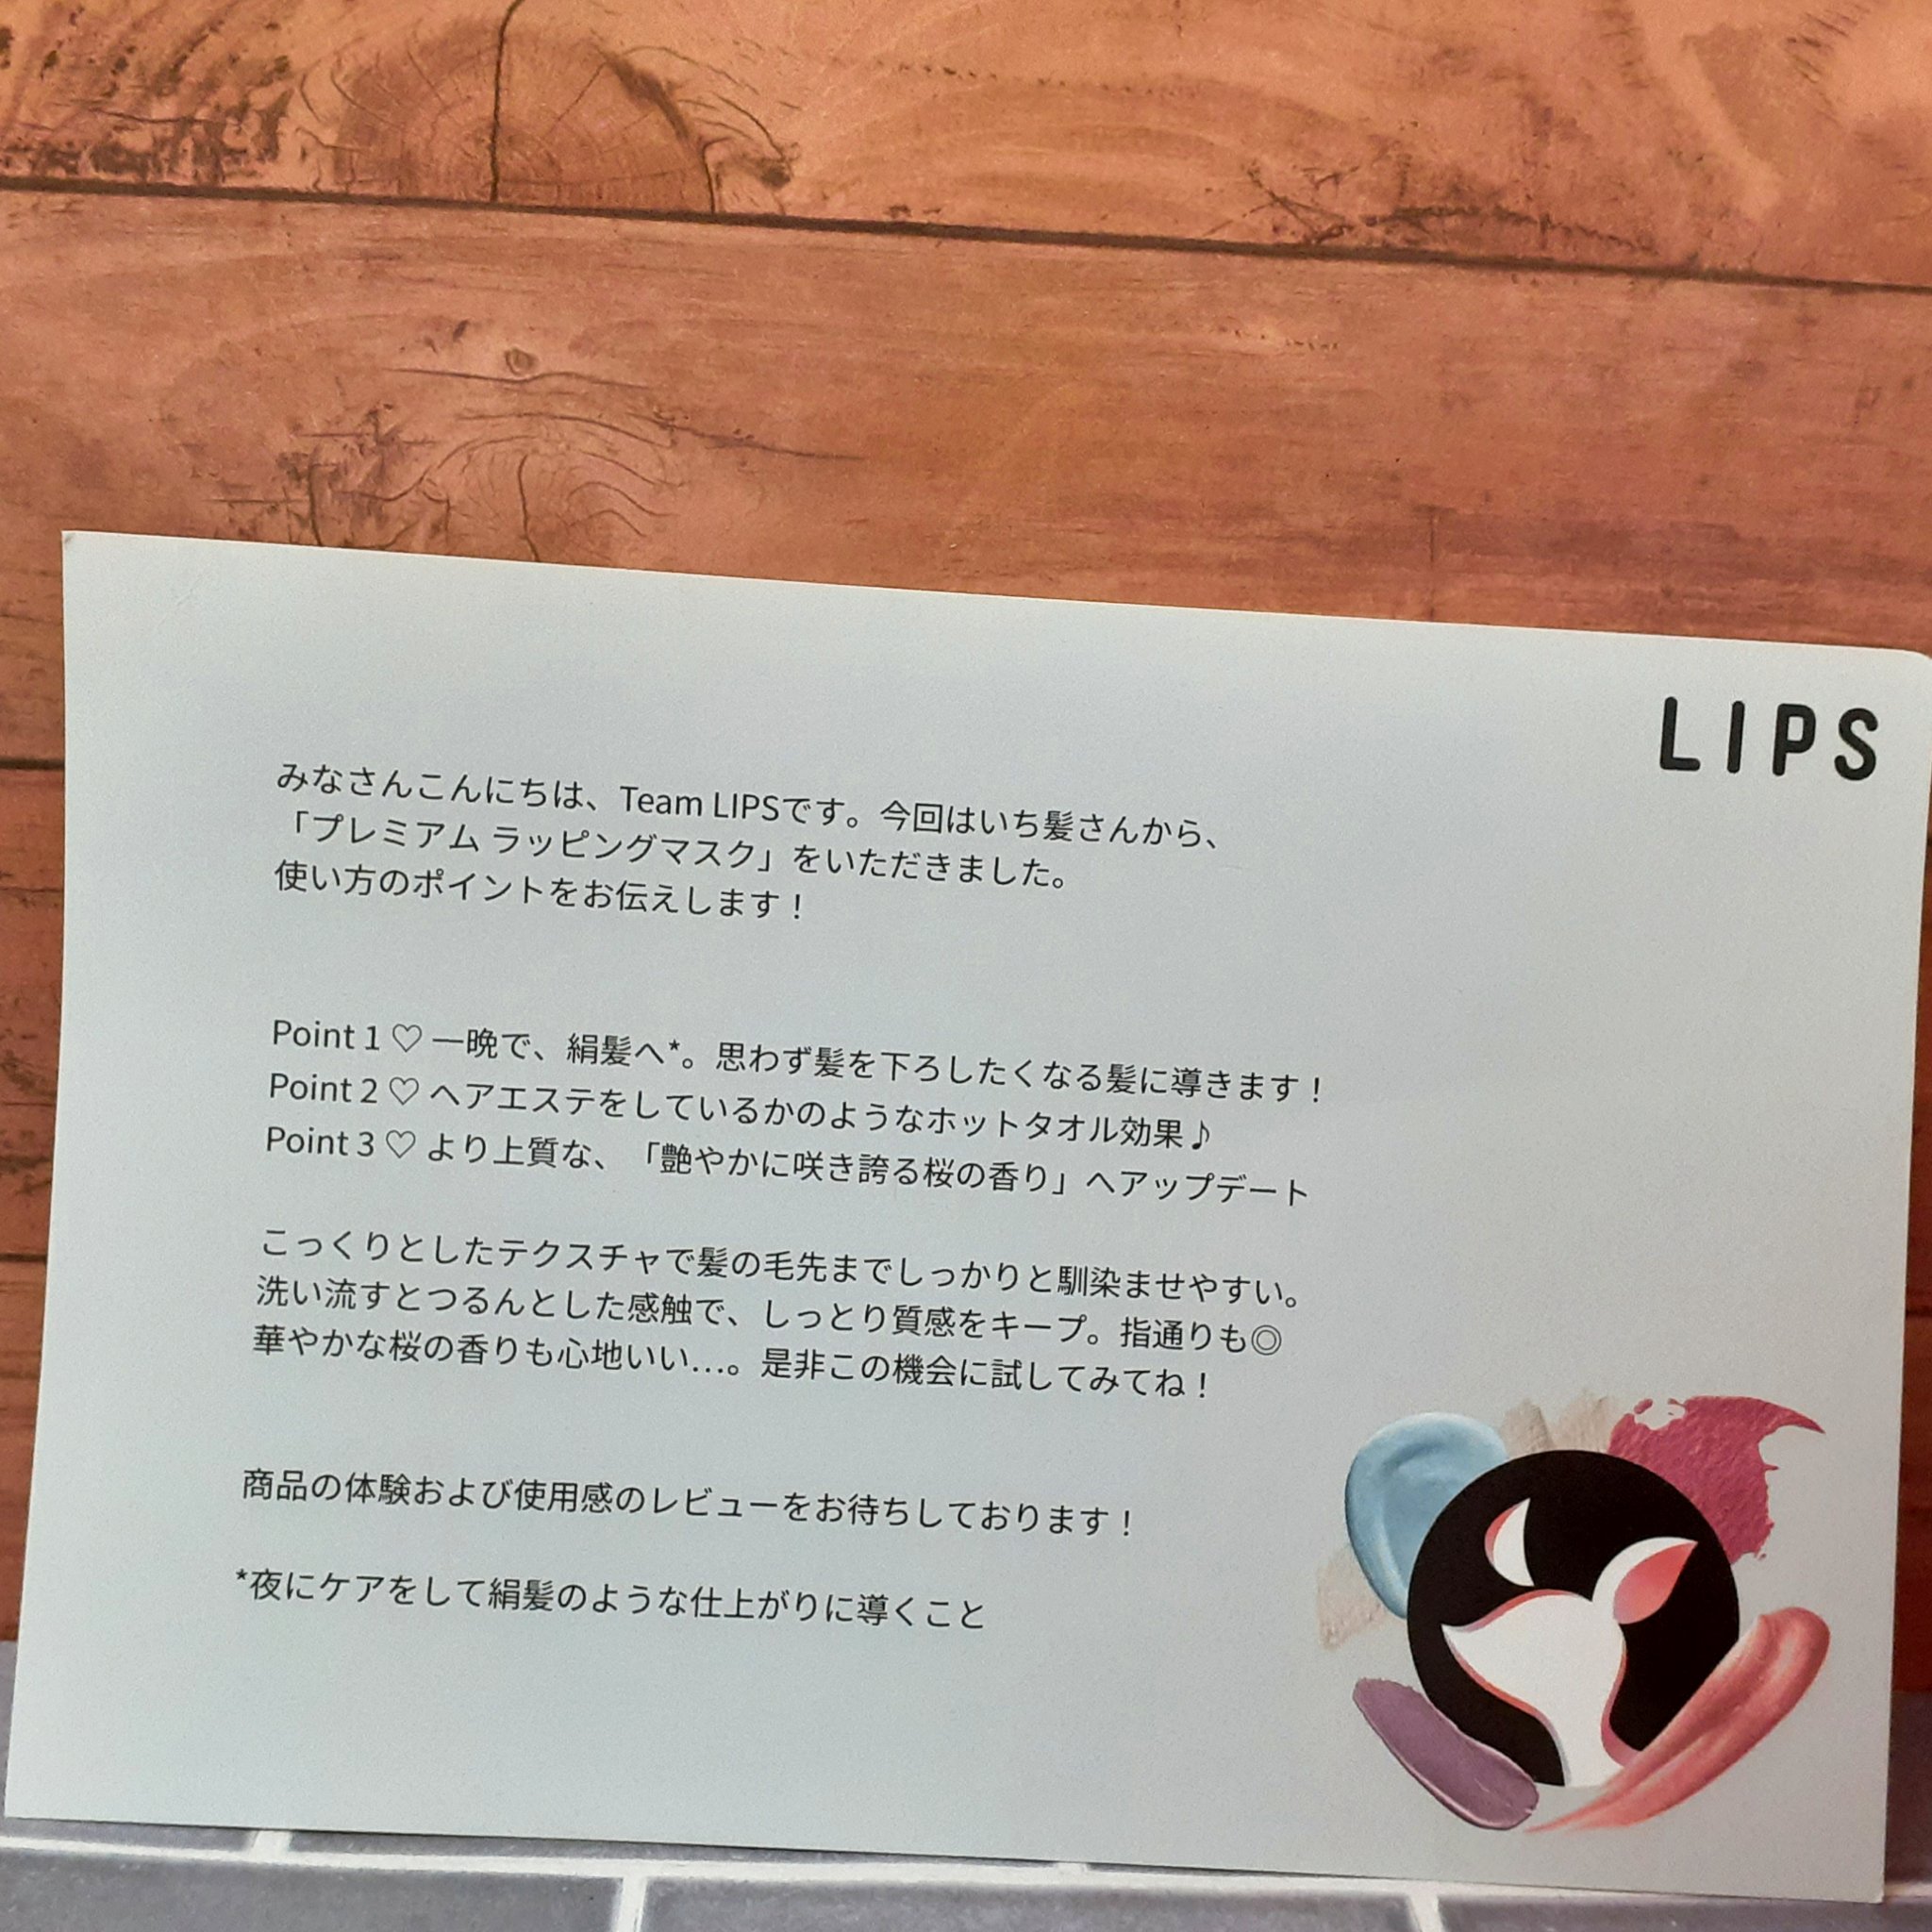 LIPS
みなさんこんにちは、Team LIPSです。今回はいち髪さんから、
「プレミアム ラッピングマスク」をいただきました。
使い方のポイントをお伝えします！
Point 1 ♡ 一晩で、絹髪へ*。思わず髪を下ろしたくなる髪に導きます！
Point 2 ♡ ヘアエステをしているかのようなホットタオル効果♪
Point 3 ♡ より上質な、「艶やかに咲き誇る桜の香り」へアップデート
こっくりとしたテクスチャで髪の毛先までしっかりと馴染ませやすい。
洗い流すとつるんとした感触で、しっとり質感をキープ。指通りも◎
華やかな桜の香りも心地いい…。是非この機会に試してみてね！
商品の体験および使用感のレビューをお待ちしております！
*夜にケアをして絹髪のような仕上がりに導くこと